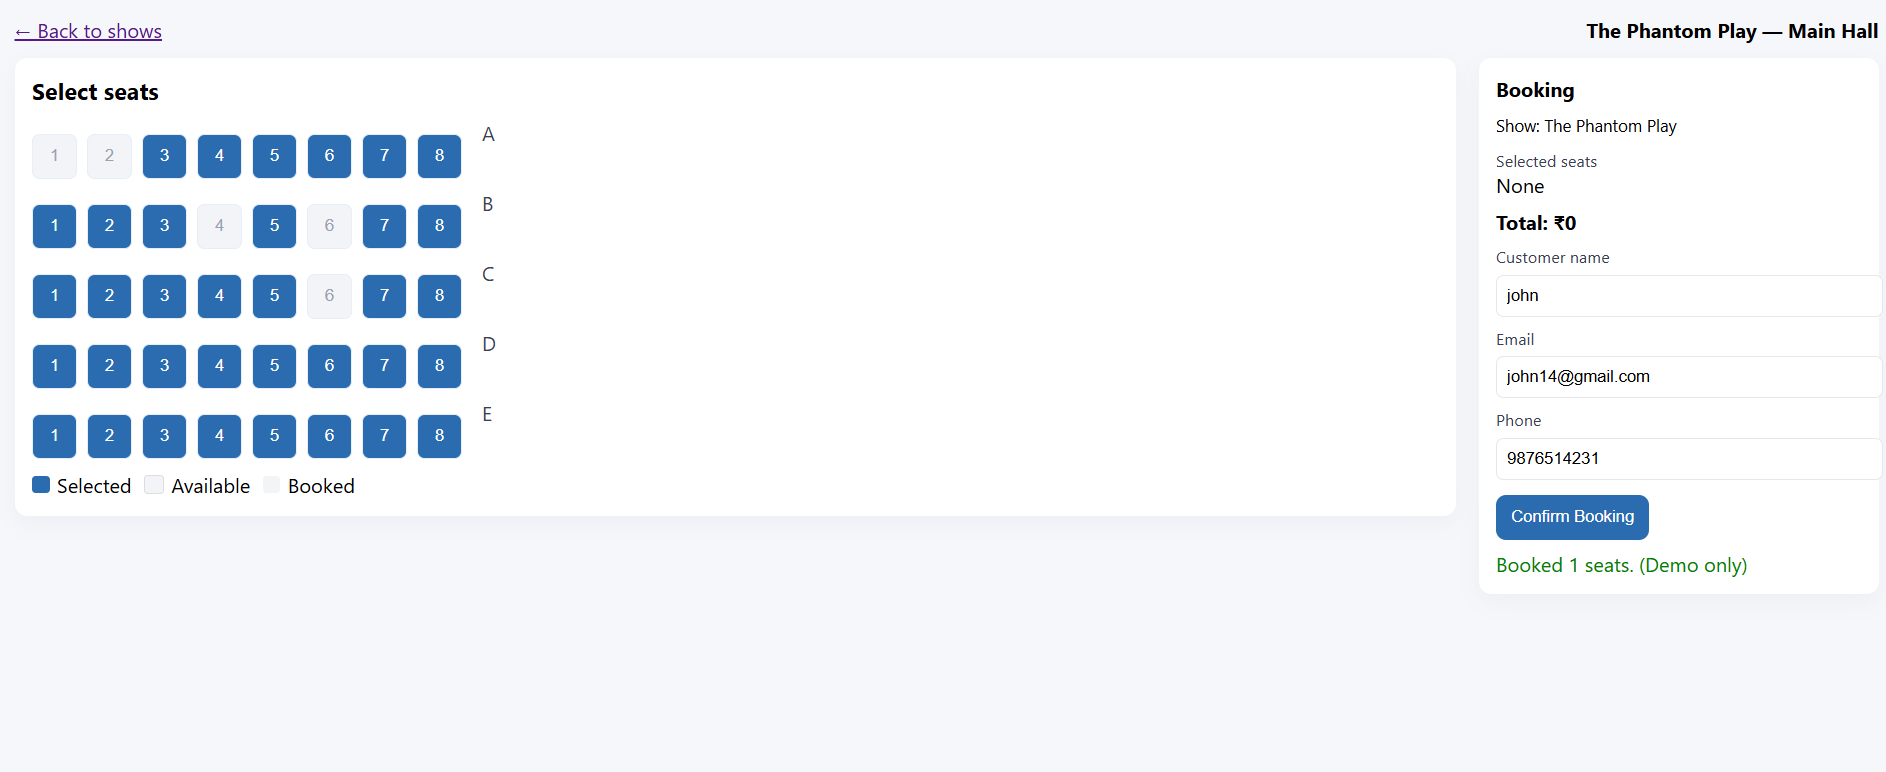 ← Back to shows
The Phantom Play — Main Hall
Select seats
1 2 3 4 5 6 7 8 A
1 2 3 4 5 6 7 8 B
1 2 3 4 5 6 7 8 C
1 2 3 4 5 6 7 8 D
1 2 3 4 5 6 7 8 E
Selected Available Booked
Booking
Show: The Phantom Play
Selected seats
None
Total: ₹0
Customer name
john
Email
john14@gmail.com
Phone
9876514231
Confirm Booking
Booked 1 seats. (Demo only)